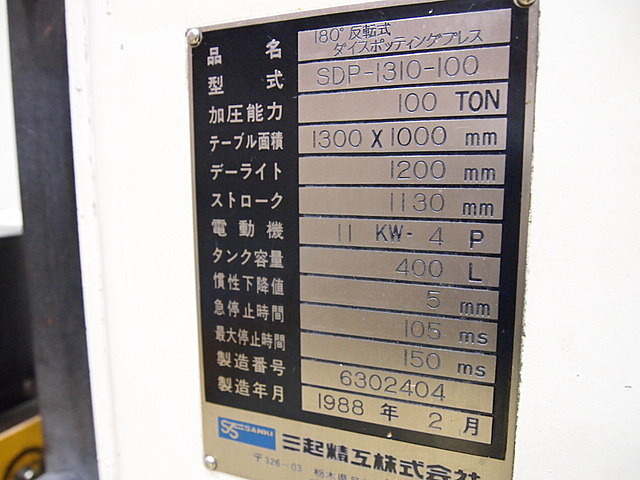 品名 180°反転式
ダイスポッティングプレス
型式 SDP-1310-100
加圧能力 100 TON
テーブル面積 1300 X 1000 mm
デーライト 1200 mm
ストローク 1130 mm
電動機 11 KW- 4 P
タンク容量 400 L
慣性下降値 5 mm
急停止時間 105 ms
最大停止時間 150 ms
製造番号 6302404
製造年月 1988 年 2 月
SANKI 三起精工株式会社
〒326-03 栃木県